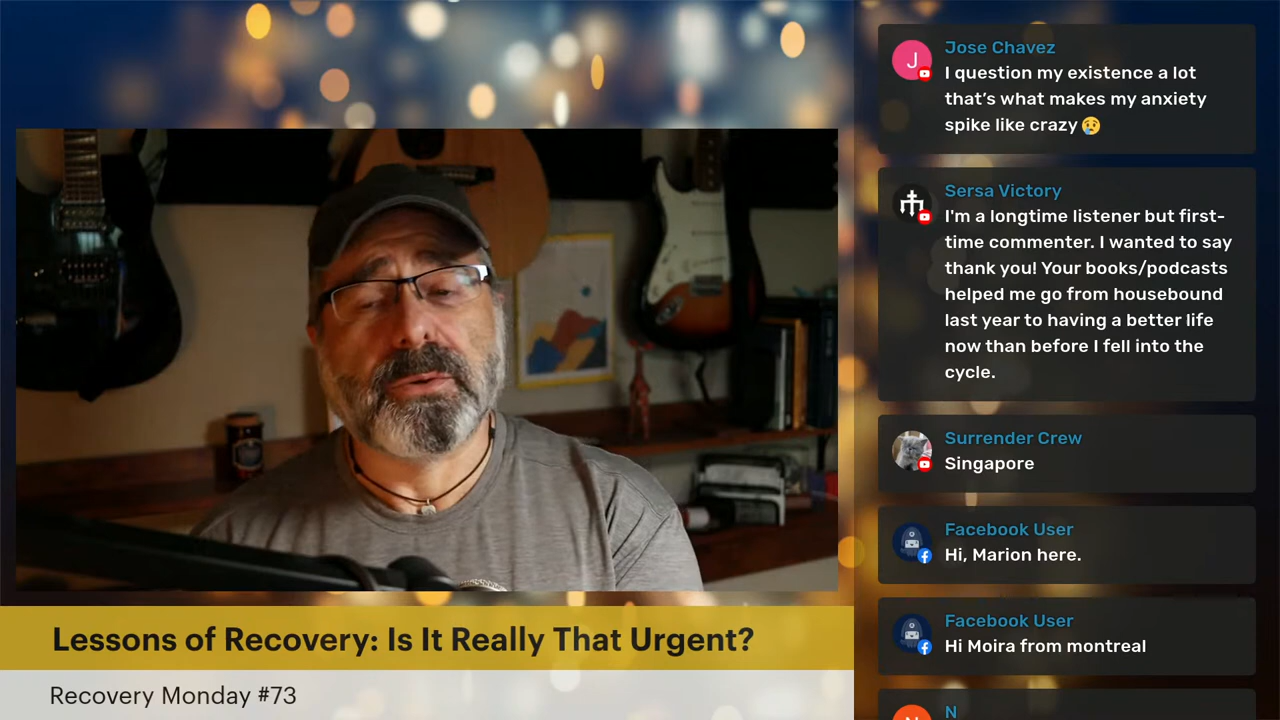 Jose Chavez
I question my existence a lot
that’s what makes my anxiety
spike like crazy 😢
Sersa Victory
I'm a longtime listener but first-
time commenter. I wanted to say
thank you! Your books/podcasts
helped me go from housebound
last year to having a better life
now than before I fell into the
cycle.
Surrender Crew
Singapore
Facebook User
Hi, Marion here.
Facebook User
Hi Moira from montreal
N
Lessons of Recovery: Is It Really That Urgent?
Recovery Monday #73
J